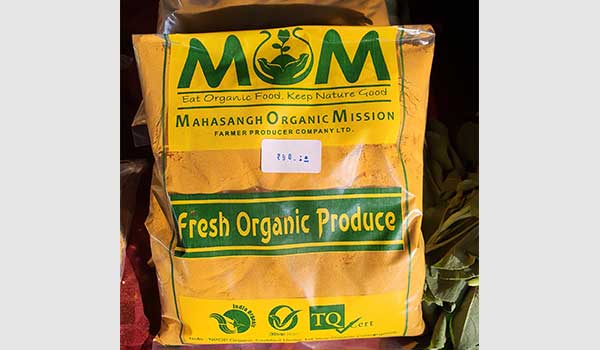 MOM
Eat Organic Food, Keep Nature Good
MAHASANGH ORGANIC MISSION
FARMER PRODUCER COMPANY LTD.
Fresh Organic Produce
India Organic
TQ Cert